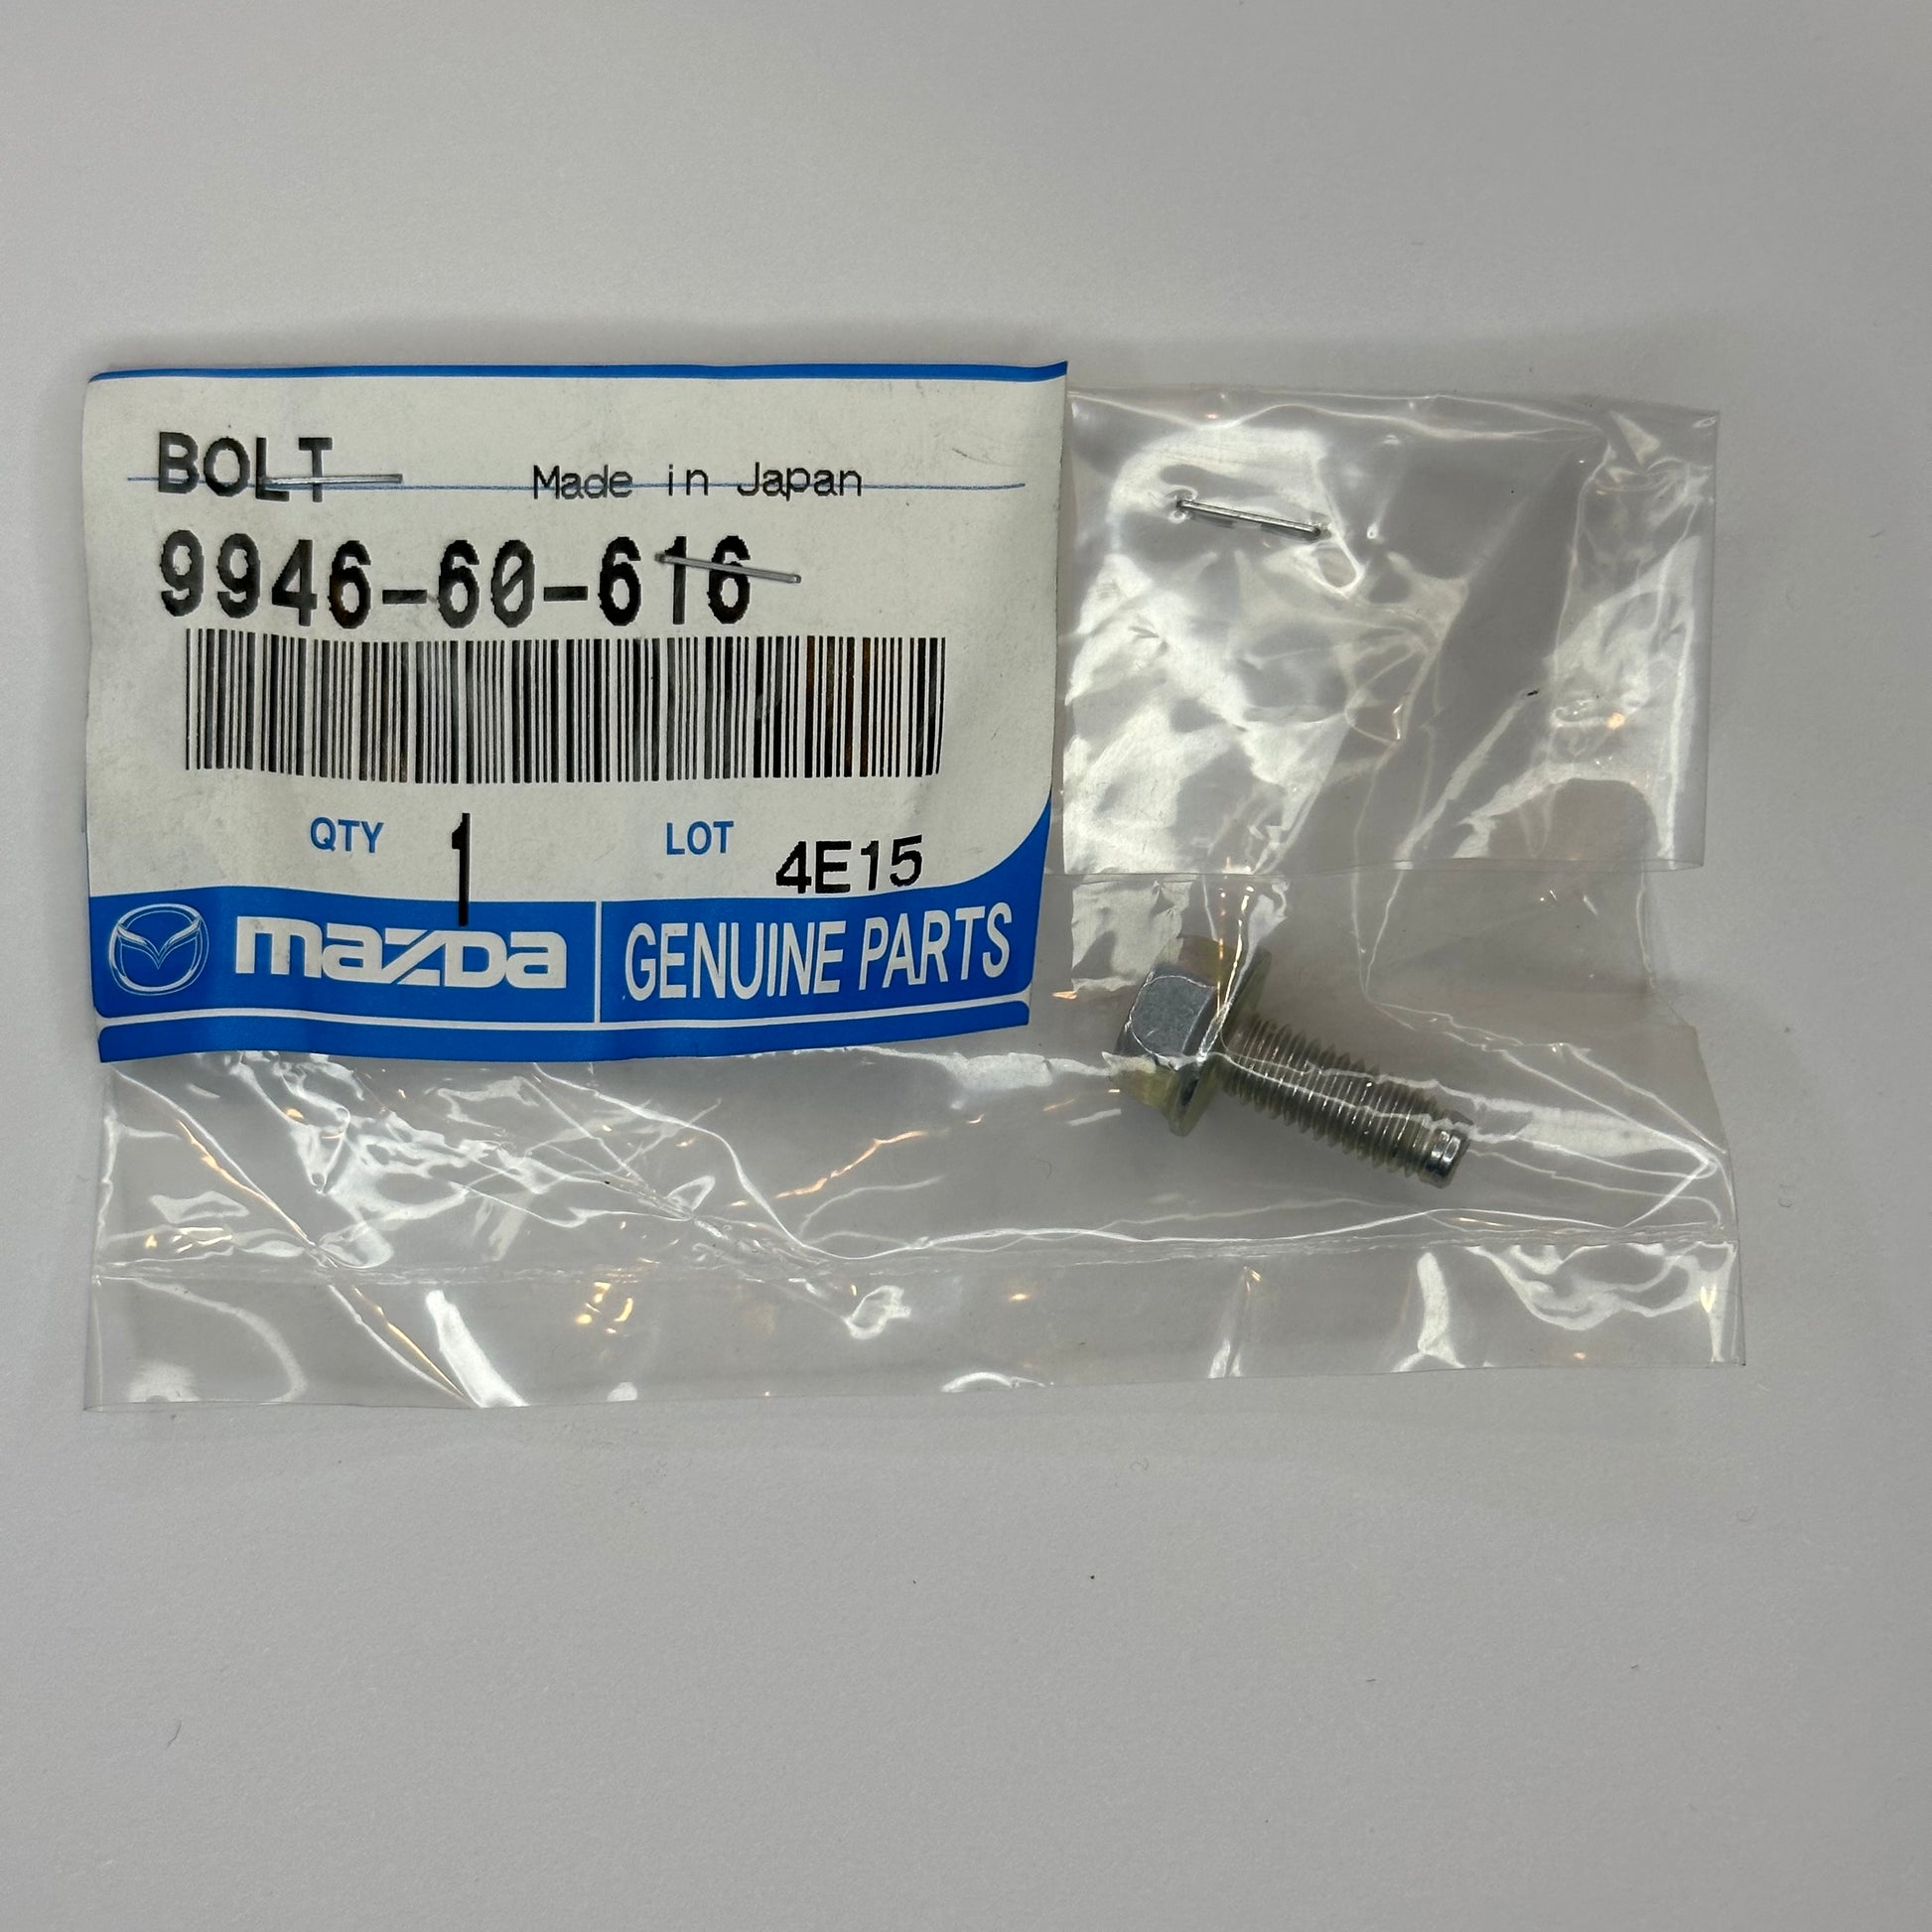 BOLT Made in Japan
9946-60-616
QTY 1 LOT 4E15
mazda GENUINE PARTS